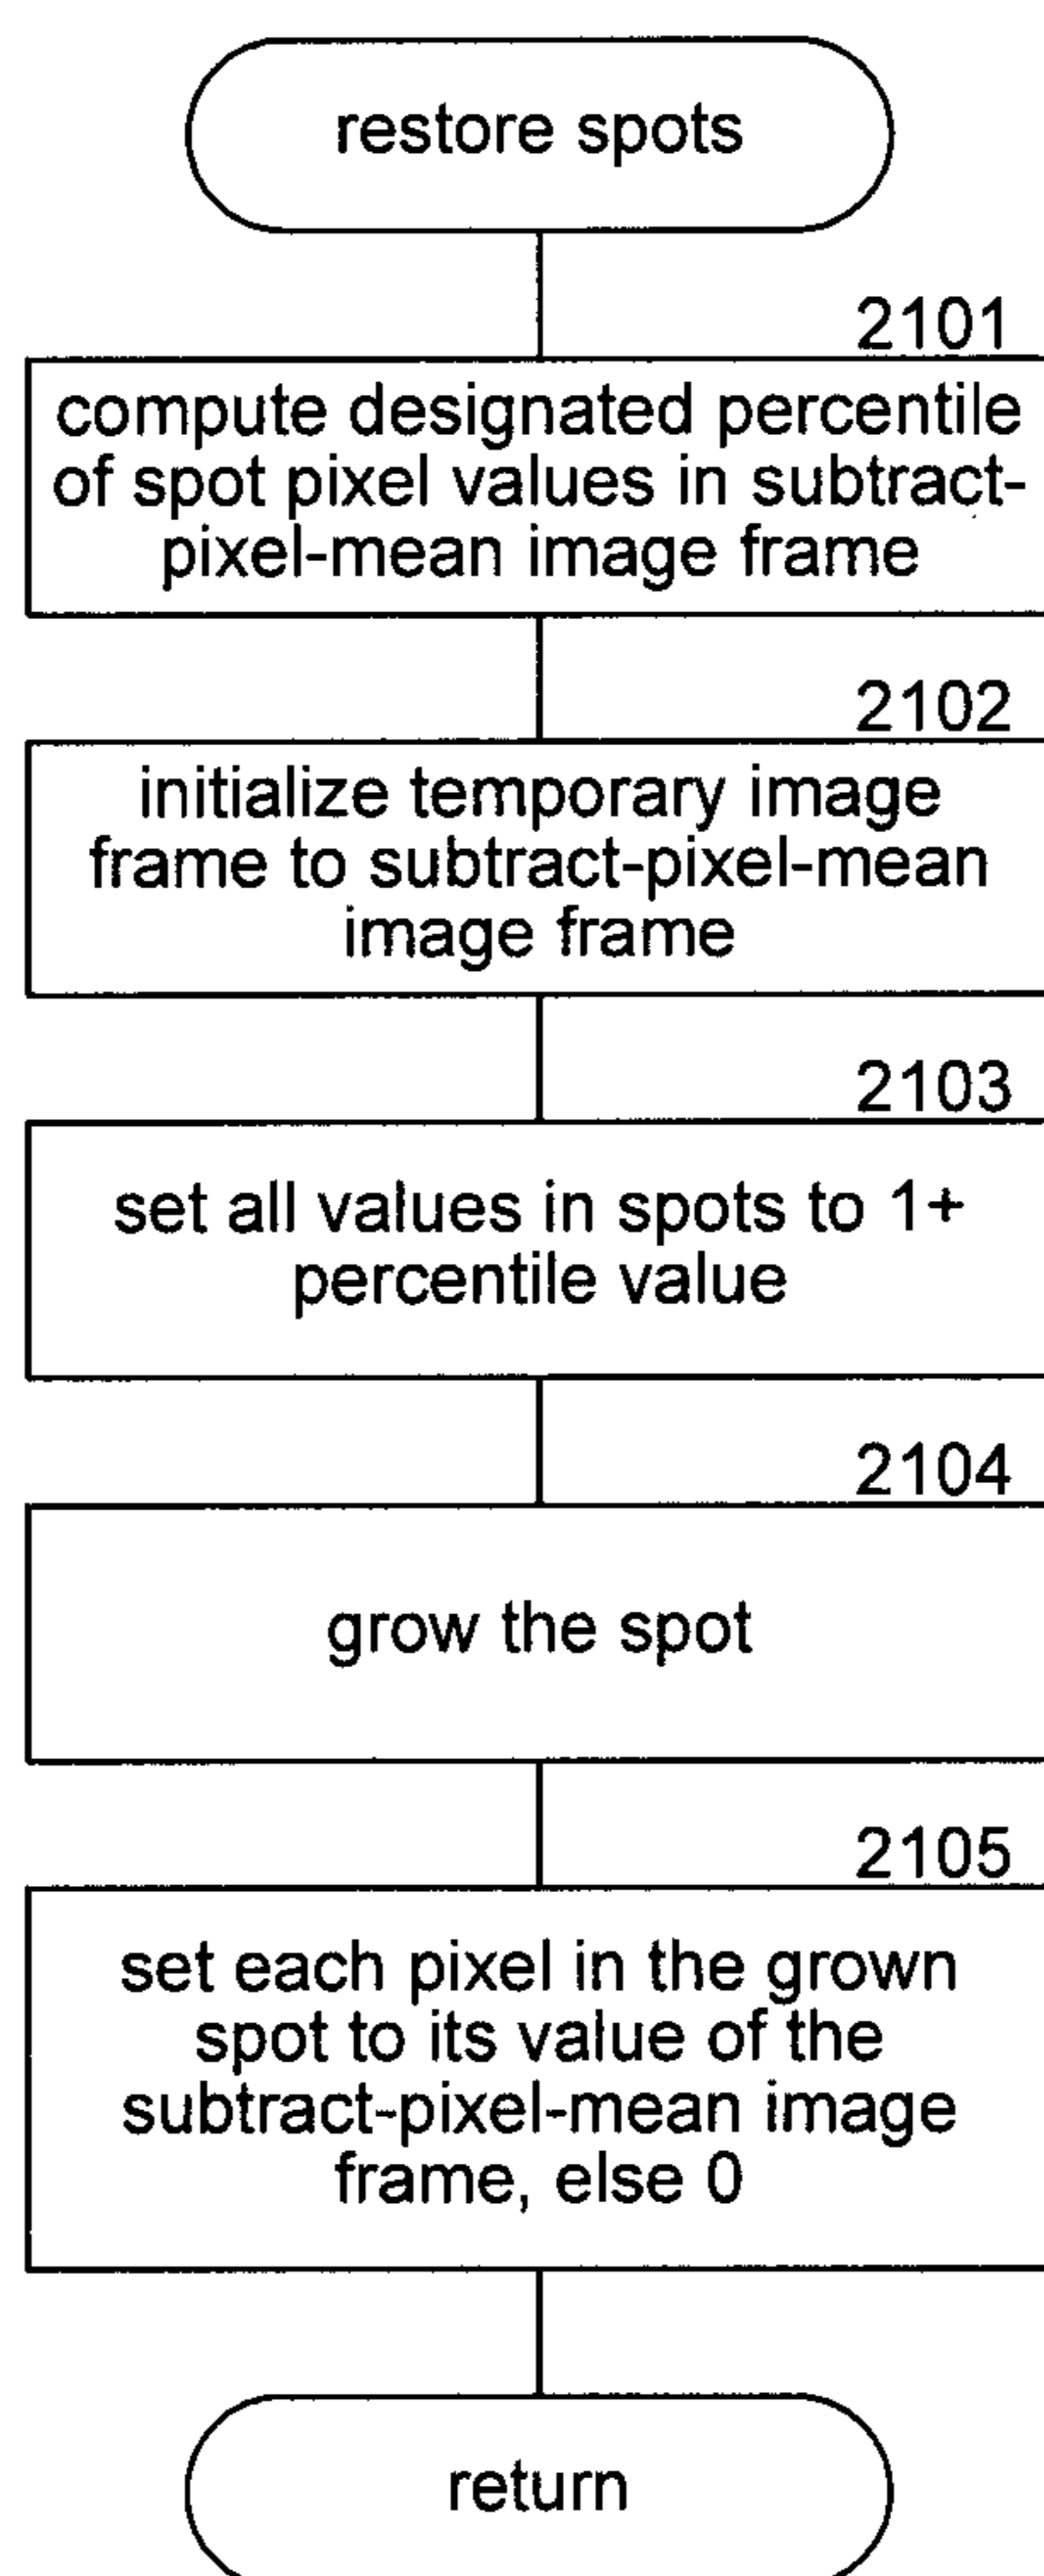 restore spots
2101
compute designated percentile
of spot pixel values in subtract-
pixel-mean image frame
2102
initialize temporary image
frame to subtract-pixel-mean
image frame
2103
set all values in spots to 1+
percentile value
2104
grow the spot
2105
set each pixel in the grown
spot to its value of the
subtract-pixel-mean image
frame, else 0
return